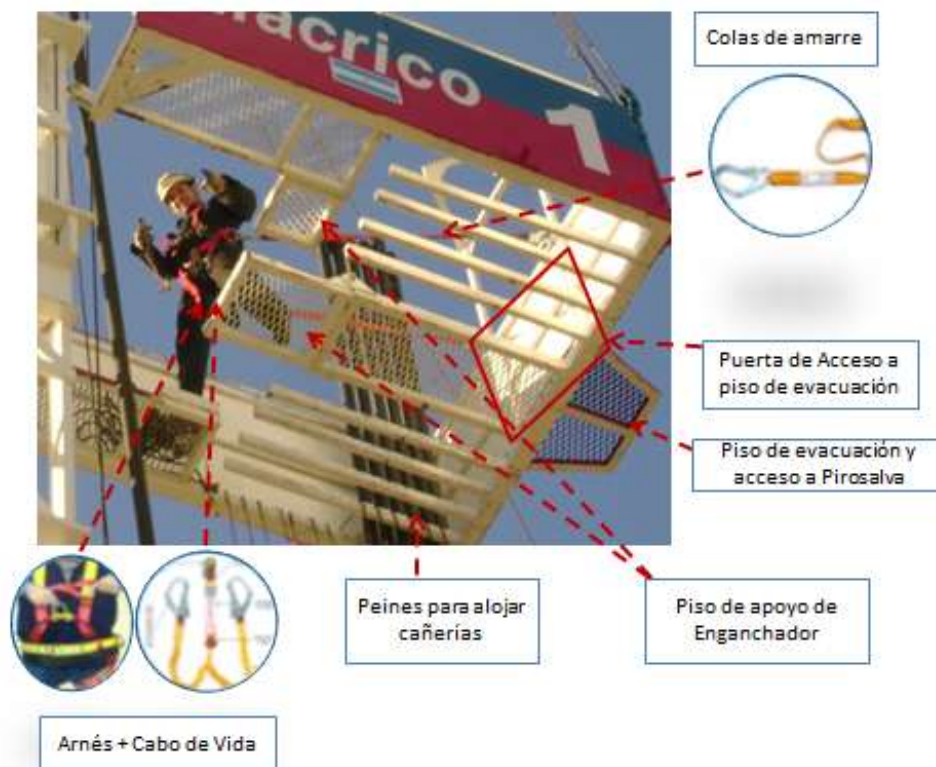 acrico
1
Colas de amarre
Puerta de Acceso a
piso de evacuación
Piso de evacuación y
acceso a Pirosalva
Peines para alojar
cañerías
Piso de apoyo de
Enganchador
Arnés + Cabo de Vida